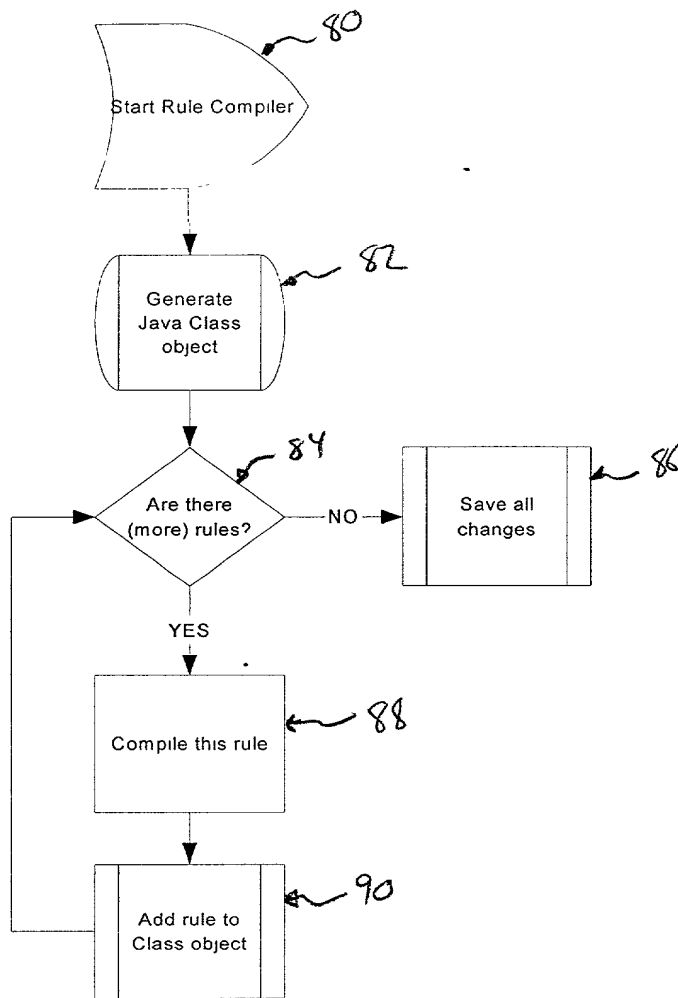 80
Start Rule Compiler
82
Generate
Java Class
object
84
Are there
(more) rules?
NO
86
Save all
changes
YES
88
Compile this rule
90
Add rule to
Class object